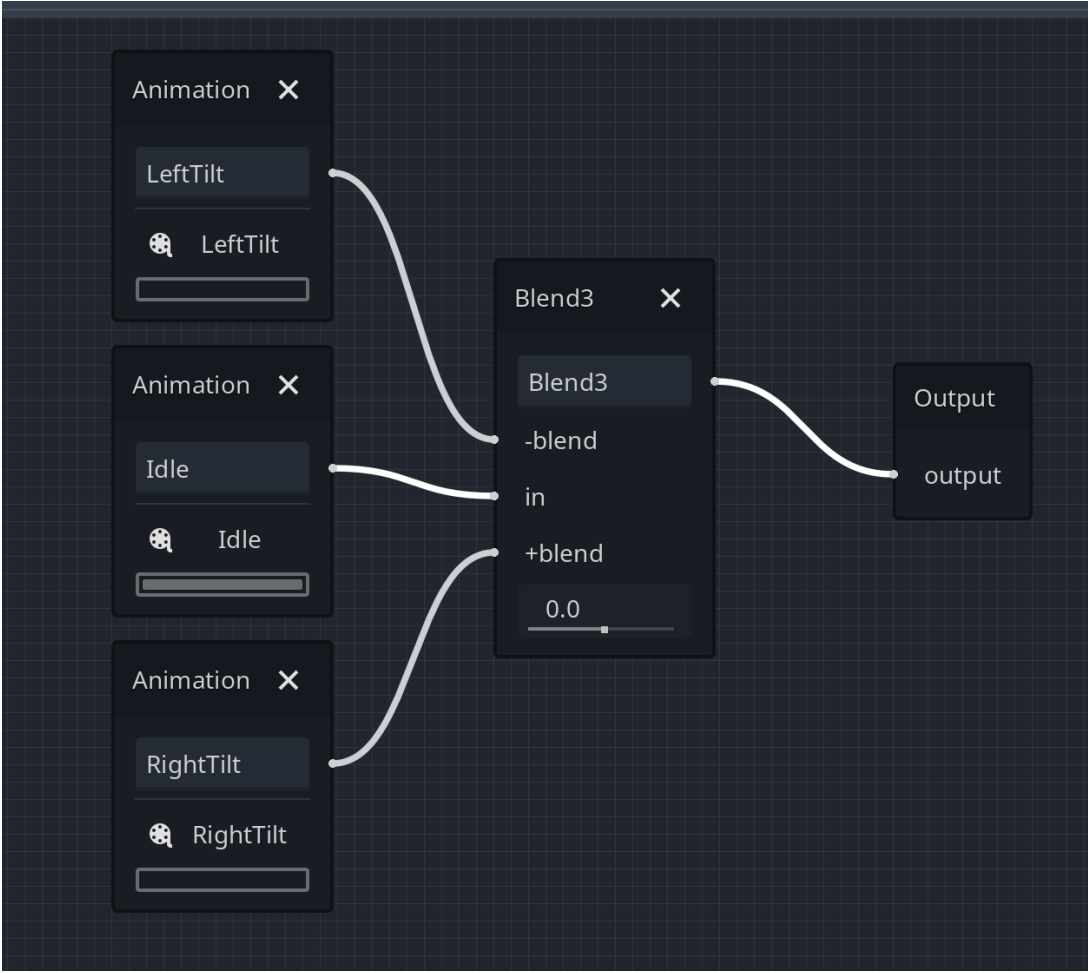 Animation
LeftTilt
LeftTilt
Animation
Idle
Idle
Animation
RightTilt
RightTilt
Blend3
Blend3
-blend
in
+blend
0.0
Output
output